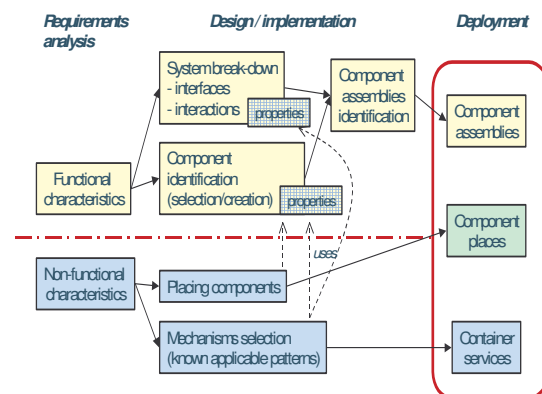 Requirements
analysis
Design / implementation
Deployment
System break-down
- interfaces
- interactions
properties
Component
assemblies
identification
Component
assemblies
Component
identification
(selection/creation)
properties
Functional
characteristics
Component
places
uses
Non-functional
characteristics
Placing components
Mechanisms selection
(known applicable patterns)
Container
services